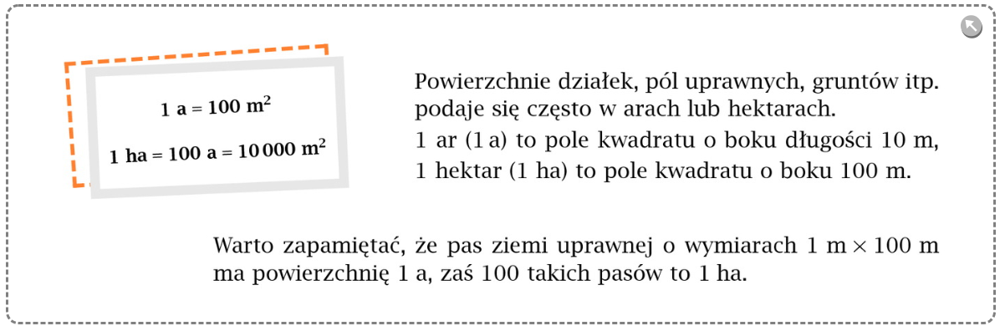 1 a = 100 m²
1 ha = 100 a = 10 000 m²
Powierzchnie działek, pól uprawnych, gruntów itp.
podaje się często w arach lub hektarach.
1 ar (1 a) to pole kwadratu o boku długości 10 m,
1 hektar (1 ha) to pole kwadratu o boku 100 m.
Warto zapamiętać, że pas ziemi uprawnej o wymiarach 1 m × 100 m
ma powierzchnię 1 a, zaś 100 takich pasów to 1 ha.